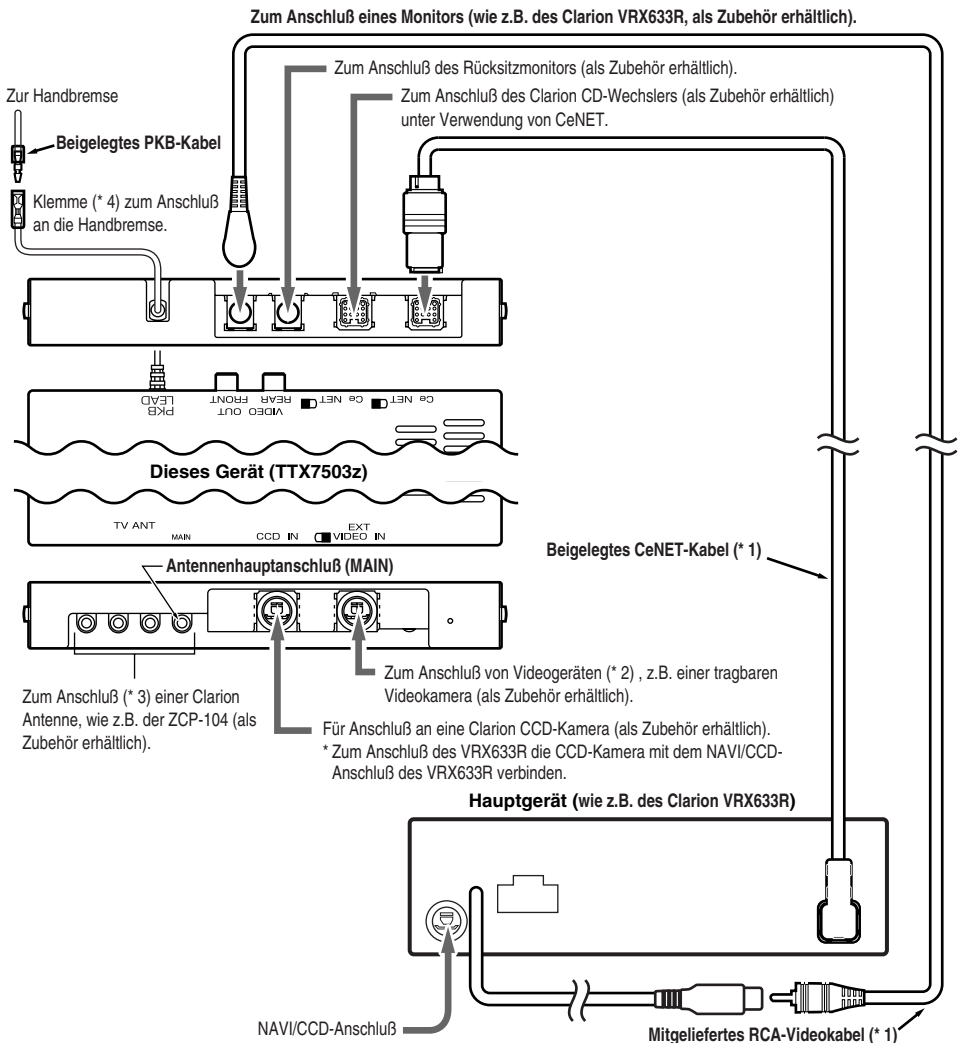 Zum Anschluß eines Monitors (wie z.B. des Clarion VRX633R, als Zubehör erhältlich).
Zum Anschluß des Rücksitzmonitors (als Zubehör erhältlich).
Zur Handbremse
Zum Anschluß des Clarion CD-Wechslers (als Zubehör erhältlich)
unter Verwendung von CeNET.
Beigelegtes PKB-Kabel
Klemme (* 4) zum Anschluß
an die Handbremse.
PKB
LEAD
VIDEO OUT
REAR FRONT
Ce NET
Ce NET
Dieses Gerät (TTX7503z)
TV ANT
MAIN
CCD IN
EXT
VIDEO IN
Beigelegtes CeNET-Kabel (* 1)
Antennenhauptanschluß (MAIN)
Zum Anschluß von Videogeräten (* 2) , z.B. einer tragbaren
Videokamera (als Zubehör erhältlich).
Zum Anschluß (* 3) einer Clarion
Antenne, wie z.B. der ZCP-104 (als
Zubehör erhältlich).
Für Anschluß an eine Clarion CCD-Kamera (als Zubehör erhältlich).
* Zum Anschluß des VRX633R die CCD-Kamera mit dem NAVI/CCD-
Anschluß des VRX633R verbinden.
Hauptgerät (wie z.B. des Clarion VRX633R)
NAVI/CCD-Anschluß
Mitgeliefertes RCA-Videokabel (* 1)